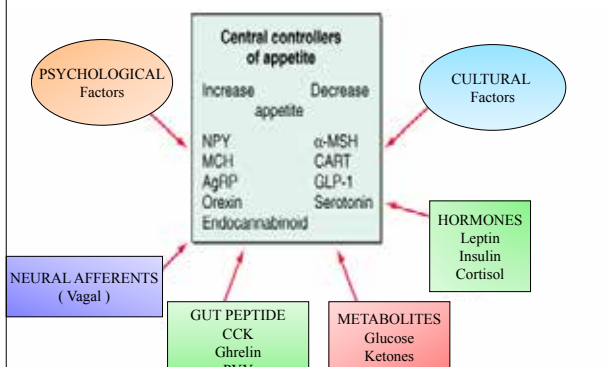 Central controllers
of appetite
Increase Decrease
appetite
NPY α-MSH
MCH CART
AgRP GLP-1
Orexin Serotonin
Endocannabinoid
PSYCHOLOGICAL
Factors
CULTURAL
Factors
HORMONES
Leptin
Insulin
Cortisol
NEURAL AFFERENTS
( Vagal )
GUT PEPTIDE
CCK
Ghrelin
METABOLITES
Glucose
Ketones